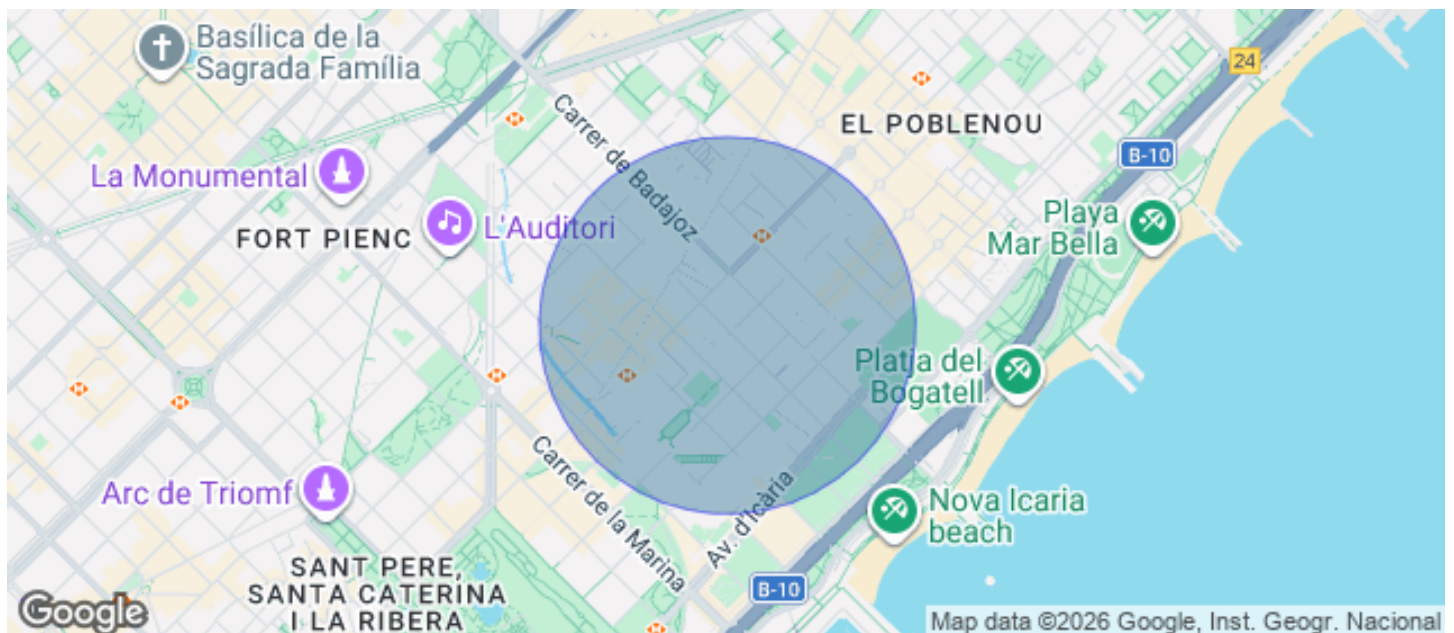 Basílica de la
Sagrada Família
24
Carrer de Badajoz
EL POBLENOU
B-10
La Monumental
L'Auditori
FORT PIENC
Playa
Mar Bella
Platja del
Bogatell
Carrer de la Marina
Av. d'Icària
Arc de Triomf
Nova Icaria
beach
SANT PERE,
SANTA CATERINA
I LA RIBERA
B-10
Google
Map data ©2026 Google, Inst. Geogr. Nacional